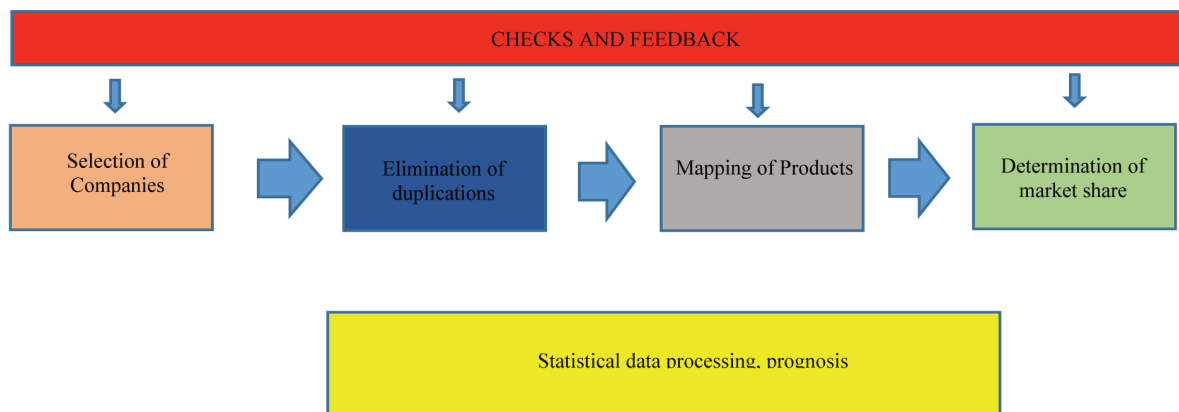 CHECKS AND FEEDBACK
Selection of
Companies
Elimination of
duplications
Mapping of Products
Determination of
market share
Statistical data processing, prognosis